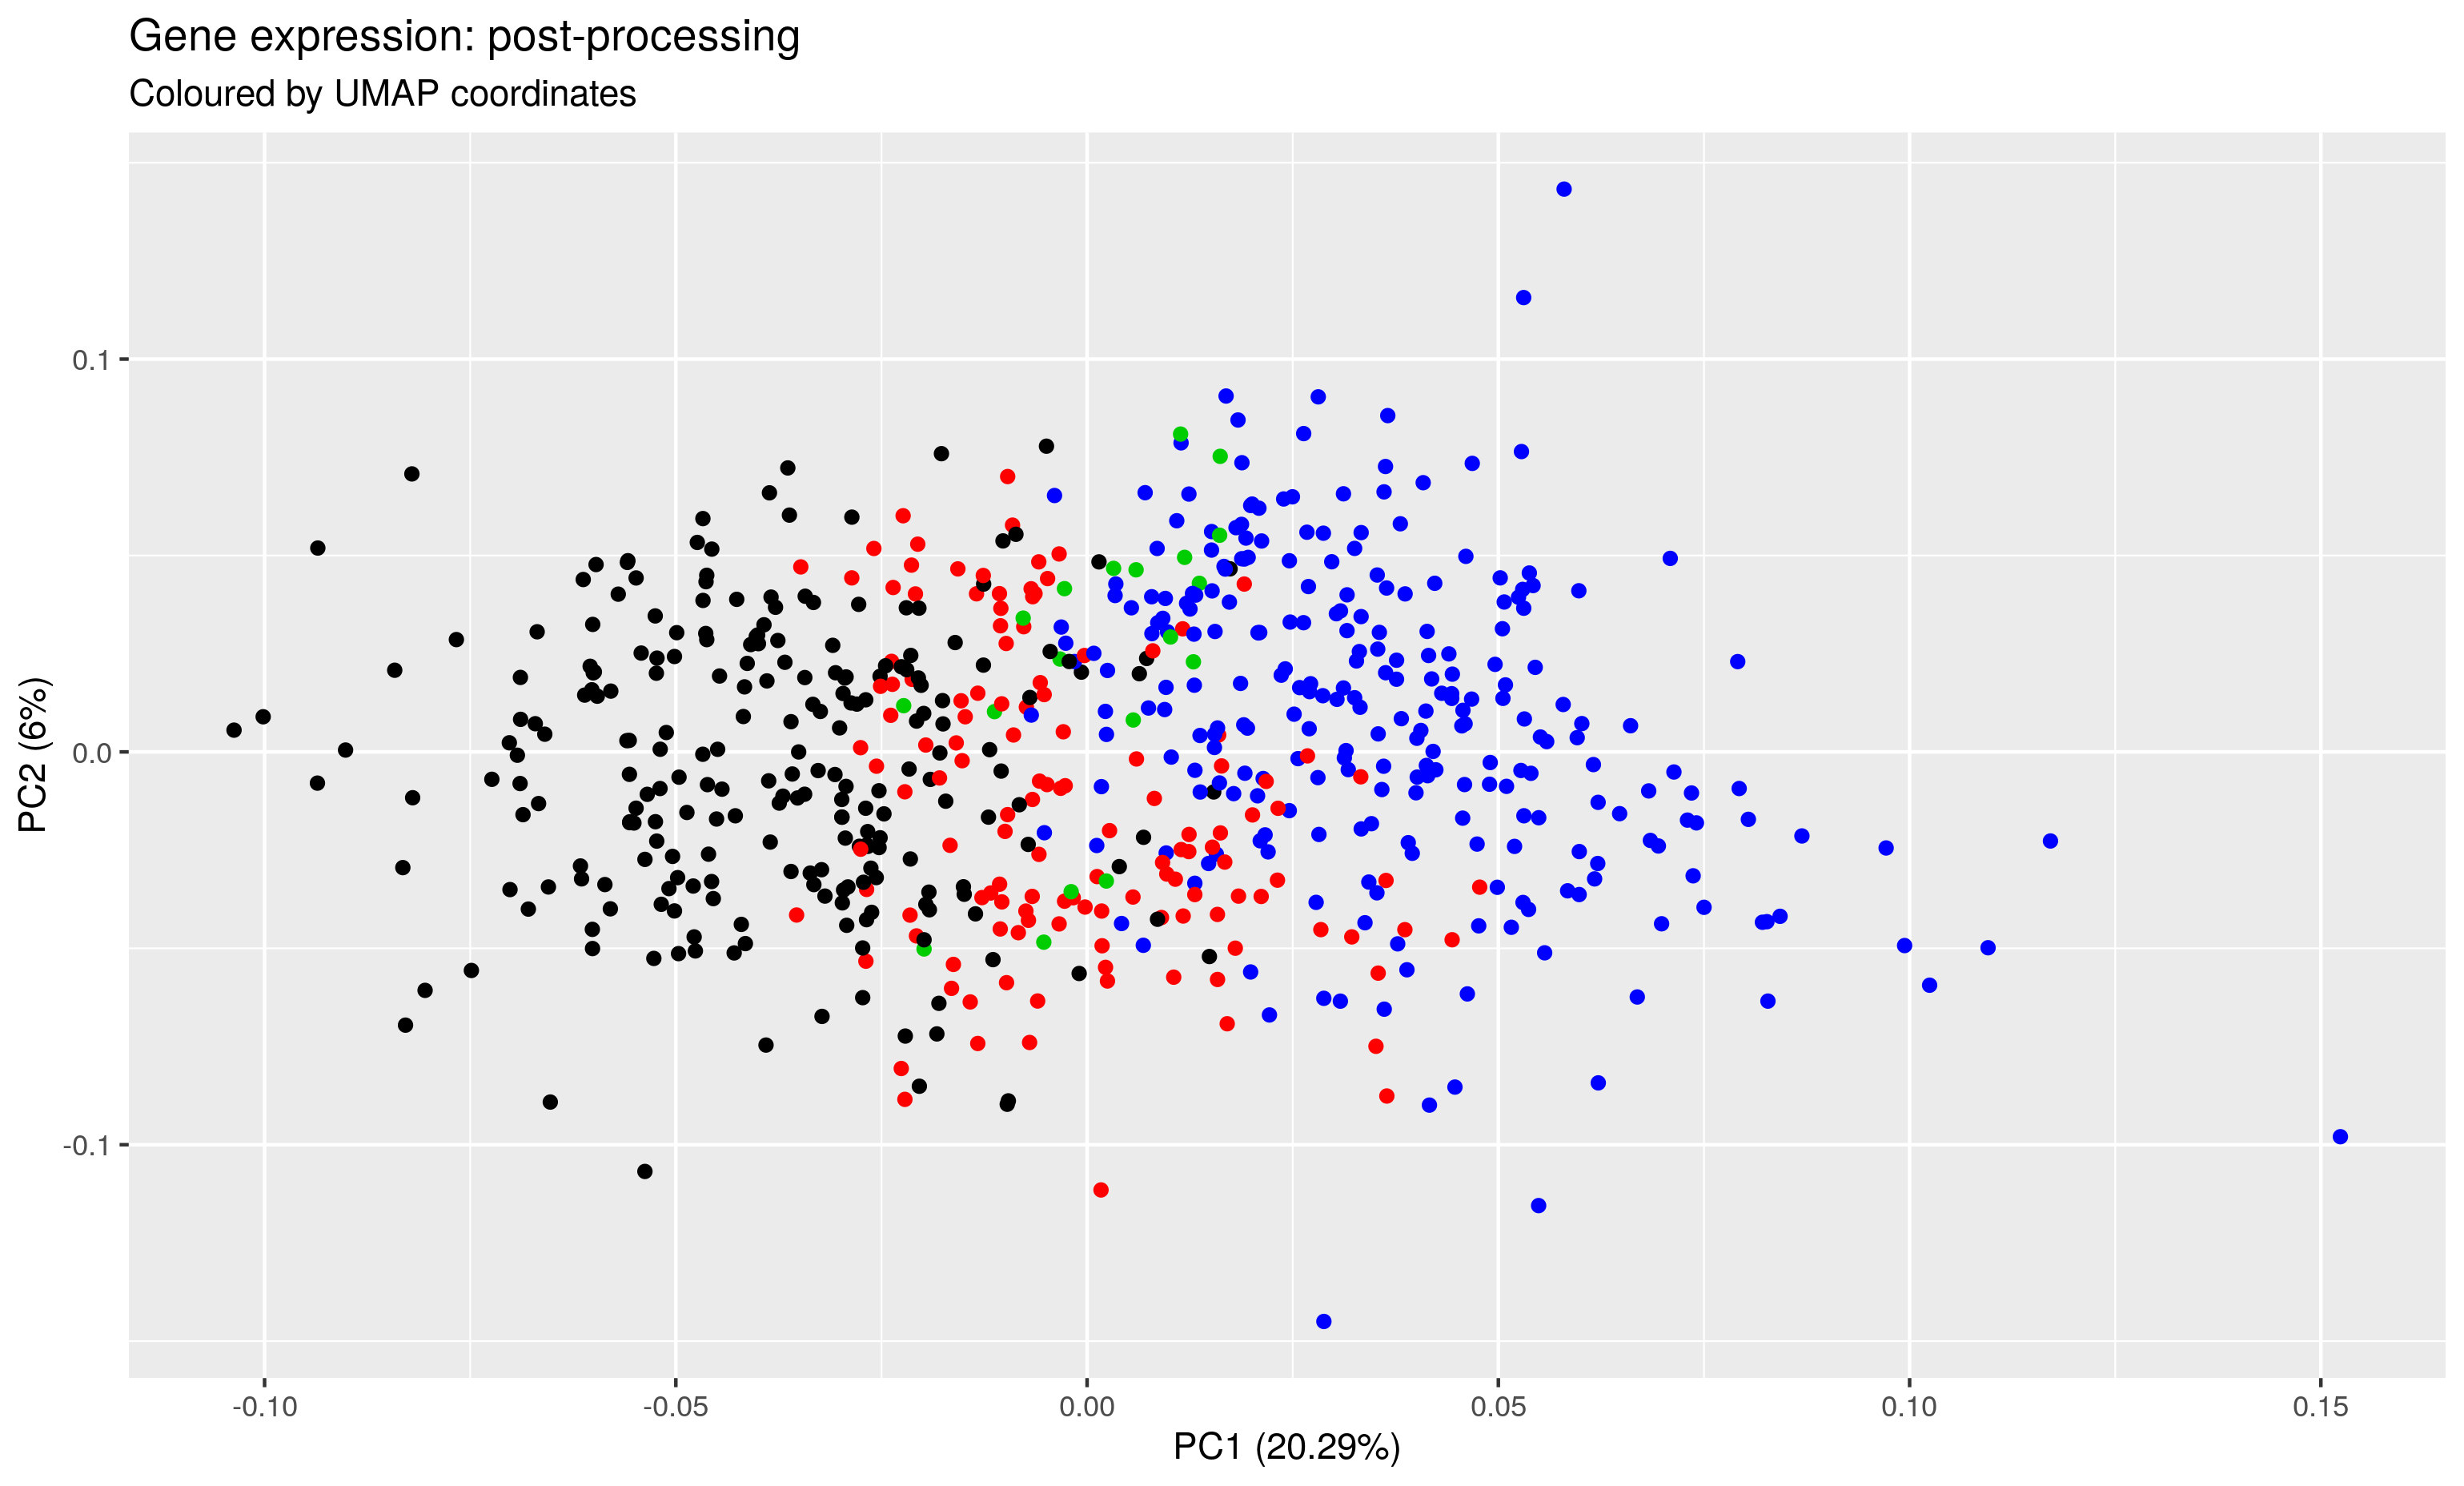 Gene expression: post-processing
Coloured by UMAP coordinates
PC2 (6%)
0.1
0.0
-0.1
-0.10 -0.05 0.00 0.05 0.10 0.15
PC1 (20.29%)